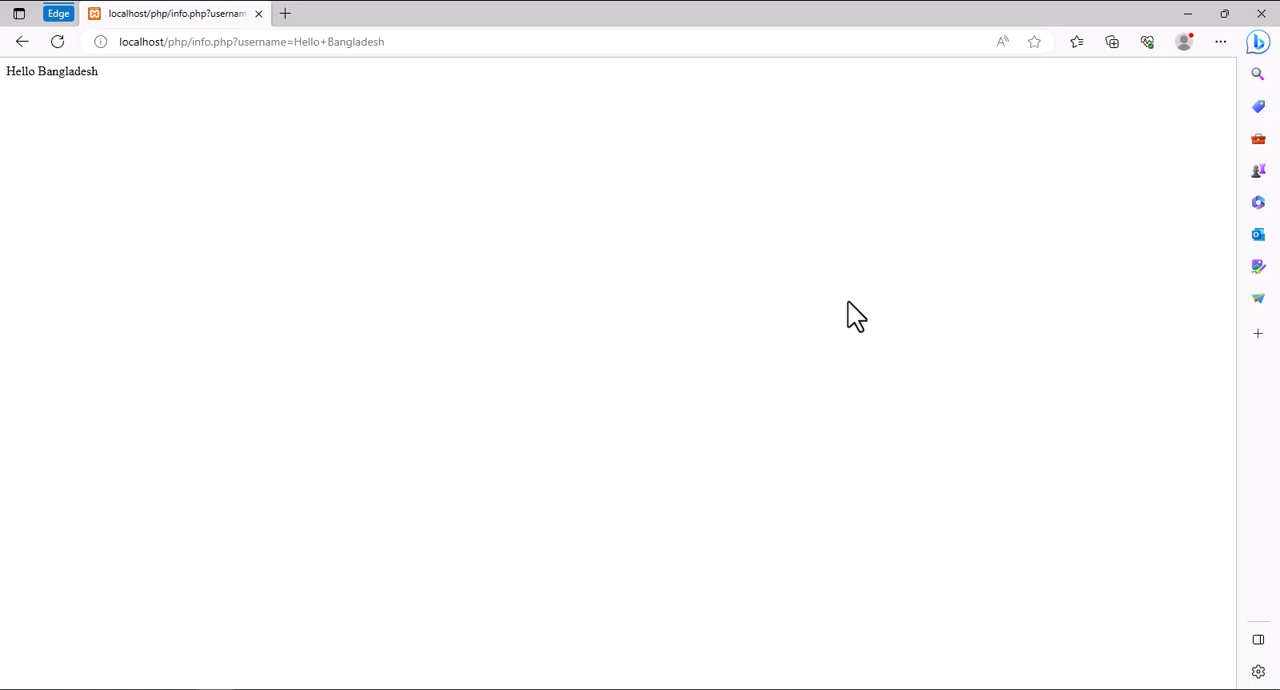 Edge
localhost/php/info.php?usernam
localhost/php/info.php?username=Hello+Bangladesh
Hello Bangladesh